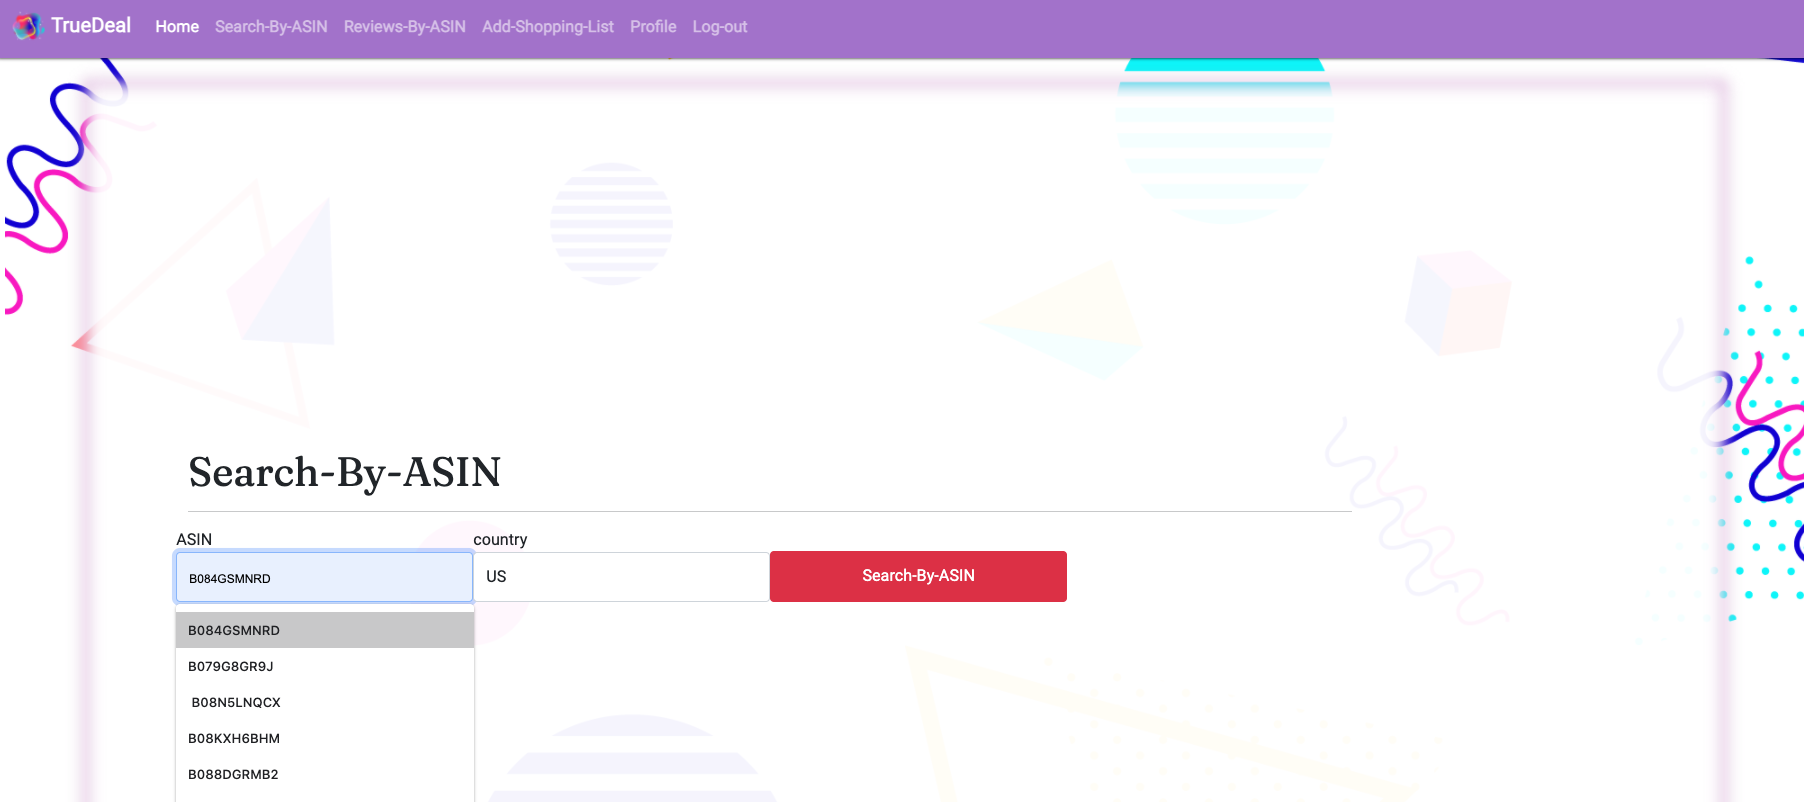 TrueDeal Home Search-By-ASIN Reviews-By-ASIN Add-Shopping-List Profile Log-out
Search-By-ASIN
ASIN country
B084GSMNRD US Search-By-ASIN
B084GSMNRD
B079G8GR9J
B08N5LNQCX
B08KXH6BHM
B088DGRMB2